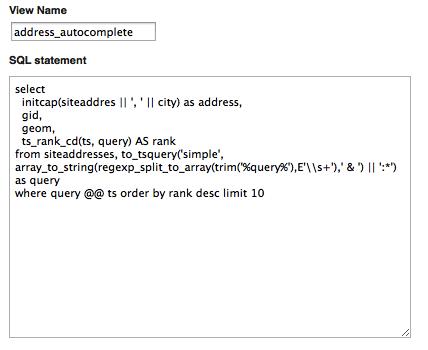 View Name
address_autocomplete
SQL statement
select
  initcap(siteaddres || ', ' || city) as address,
  gid,
  geom,
  ts_rank_cd(ts, query) AS rank
from siteaddresses, to_tsquery('simple',
array_to_string(regexp_split_to_array(trim('%query%'),E'\\s+'),' & ') || ':*')
as query
where query @@ ts order by rank desc limit 10